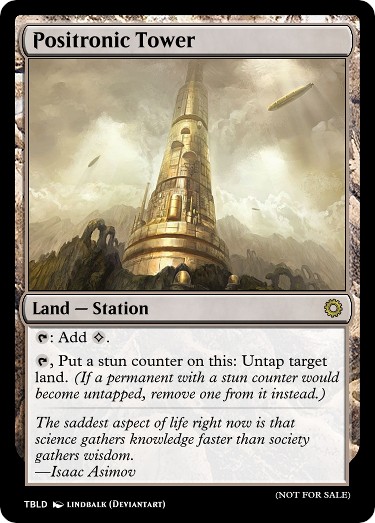 Positronic Tower
Land — Station
: Add .
, Put a stun counter on this: Untap target
land. (If a permanent with a stun counter would
become untapped, remove one from it instead.)
The saddest aspect of life right now is that
science gathers knowledge faster than society
gathers wisdom.
—Isaac Asimov
TBLD LINDBALK (DEVIANTART)
(NOT FOR SALE)